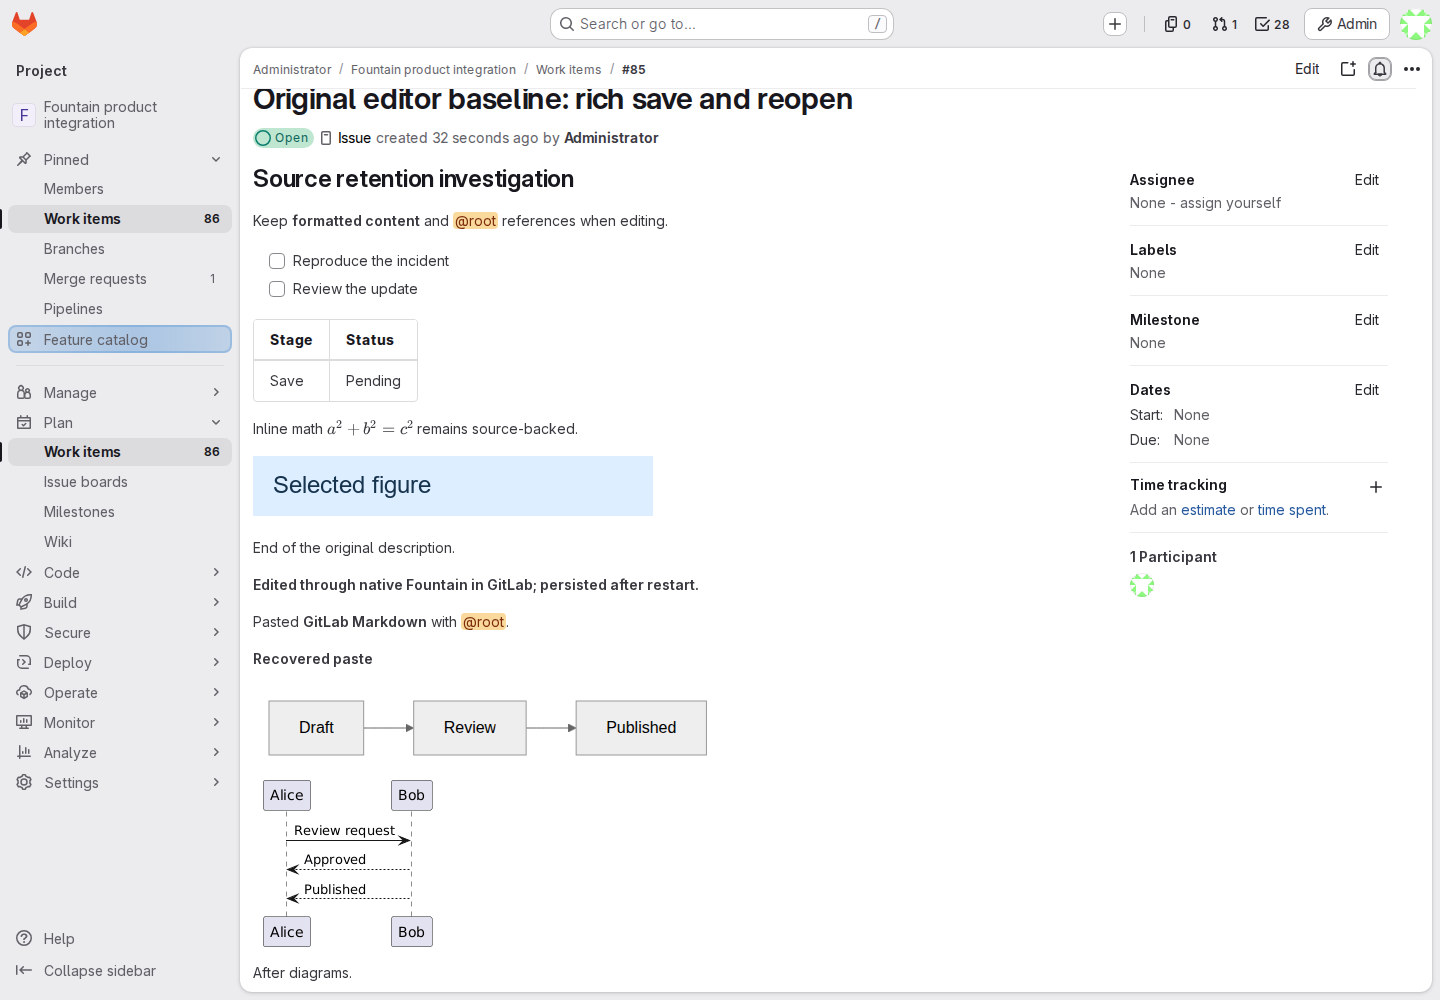 Search or go to...
/
0
1
28
Admin
Project
F
Fountain product integration
Pinned
Members
Work items
86
Branches
Merge requests
1
Pipelines
Feature catalog
Manage
Plan
Work items
86
Issue boards
Milestones
Wiki
Code
Build
Secure
Deploy
Operate
Monitor
Analyze
Settings
Help
Collapse sidebar
Administrator / Fountain product integration / Work items / #85
Edit
Original editor baseline: rich save and reopen
Open Issue created 32 seconds ago by Administrator
Source retention investigation
Keep formatted content and @root references when editing.
Reproduce the incident
Review the update
Stage Status
Save Pending
Inline math a² + b² = c² remains source-backed.
Selected figure
End of the original description.
Edited through native Fountain in GitLab; persisted after restart.
Pasted GitLab Markdown with @root.
Recovered paste
Draft Review Published
Alice Bob
Review request
Approved
Published
Alice Bob
After diagrams.
Assignee Edit
None - assign yourself
Labels Edit
None
Milestone Edit
None
Dates Edit
Start: None
Due: None
Time tracking
Add an estimate or time spent.
1 Participant